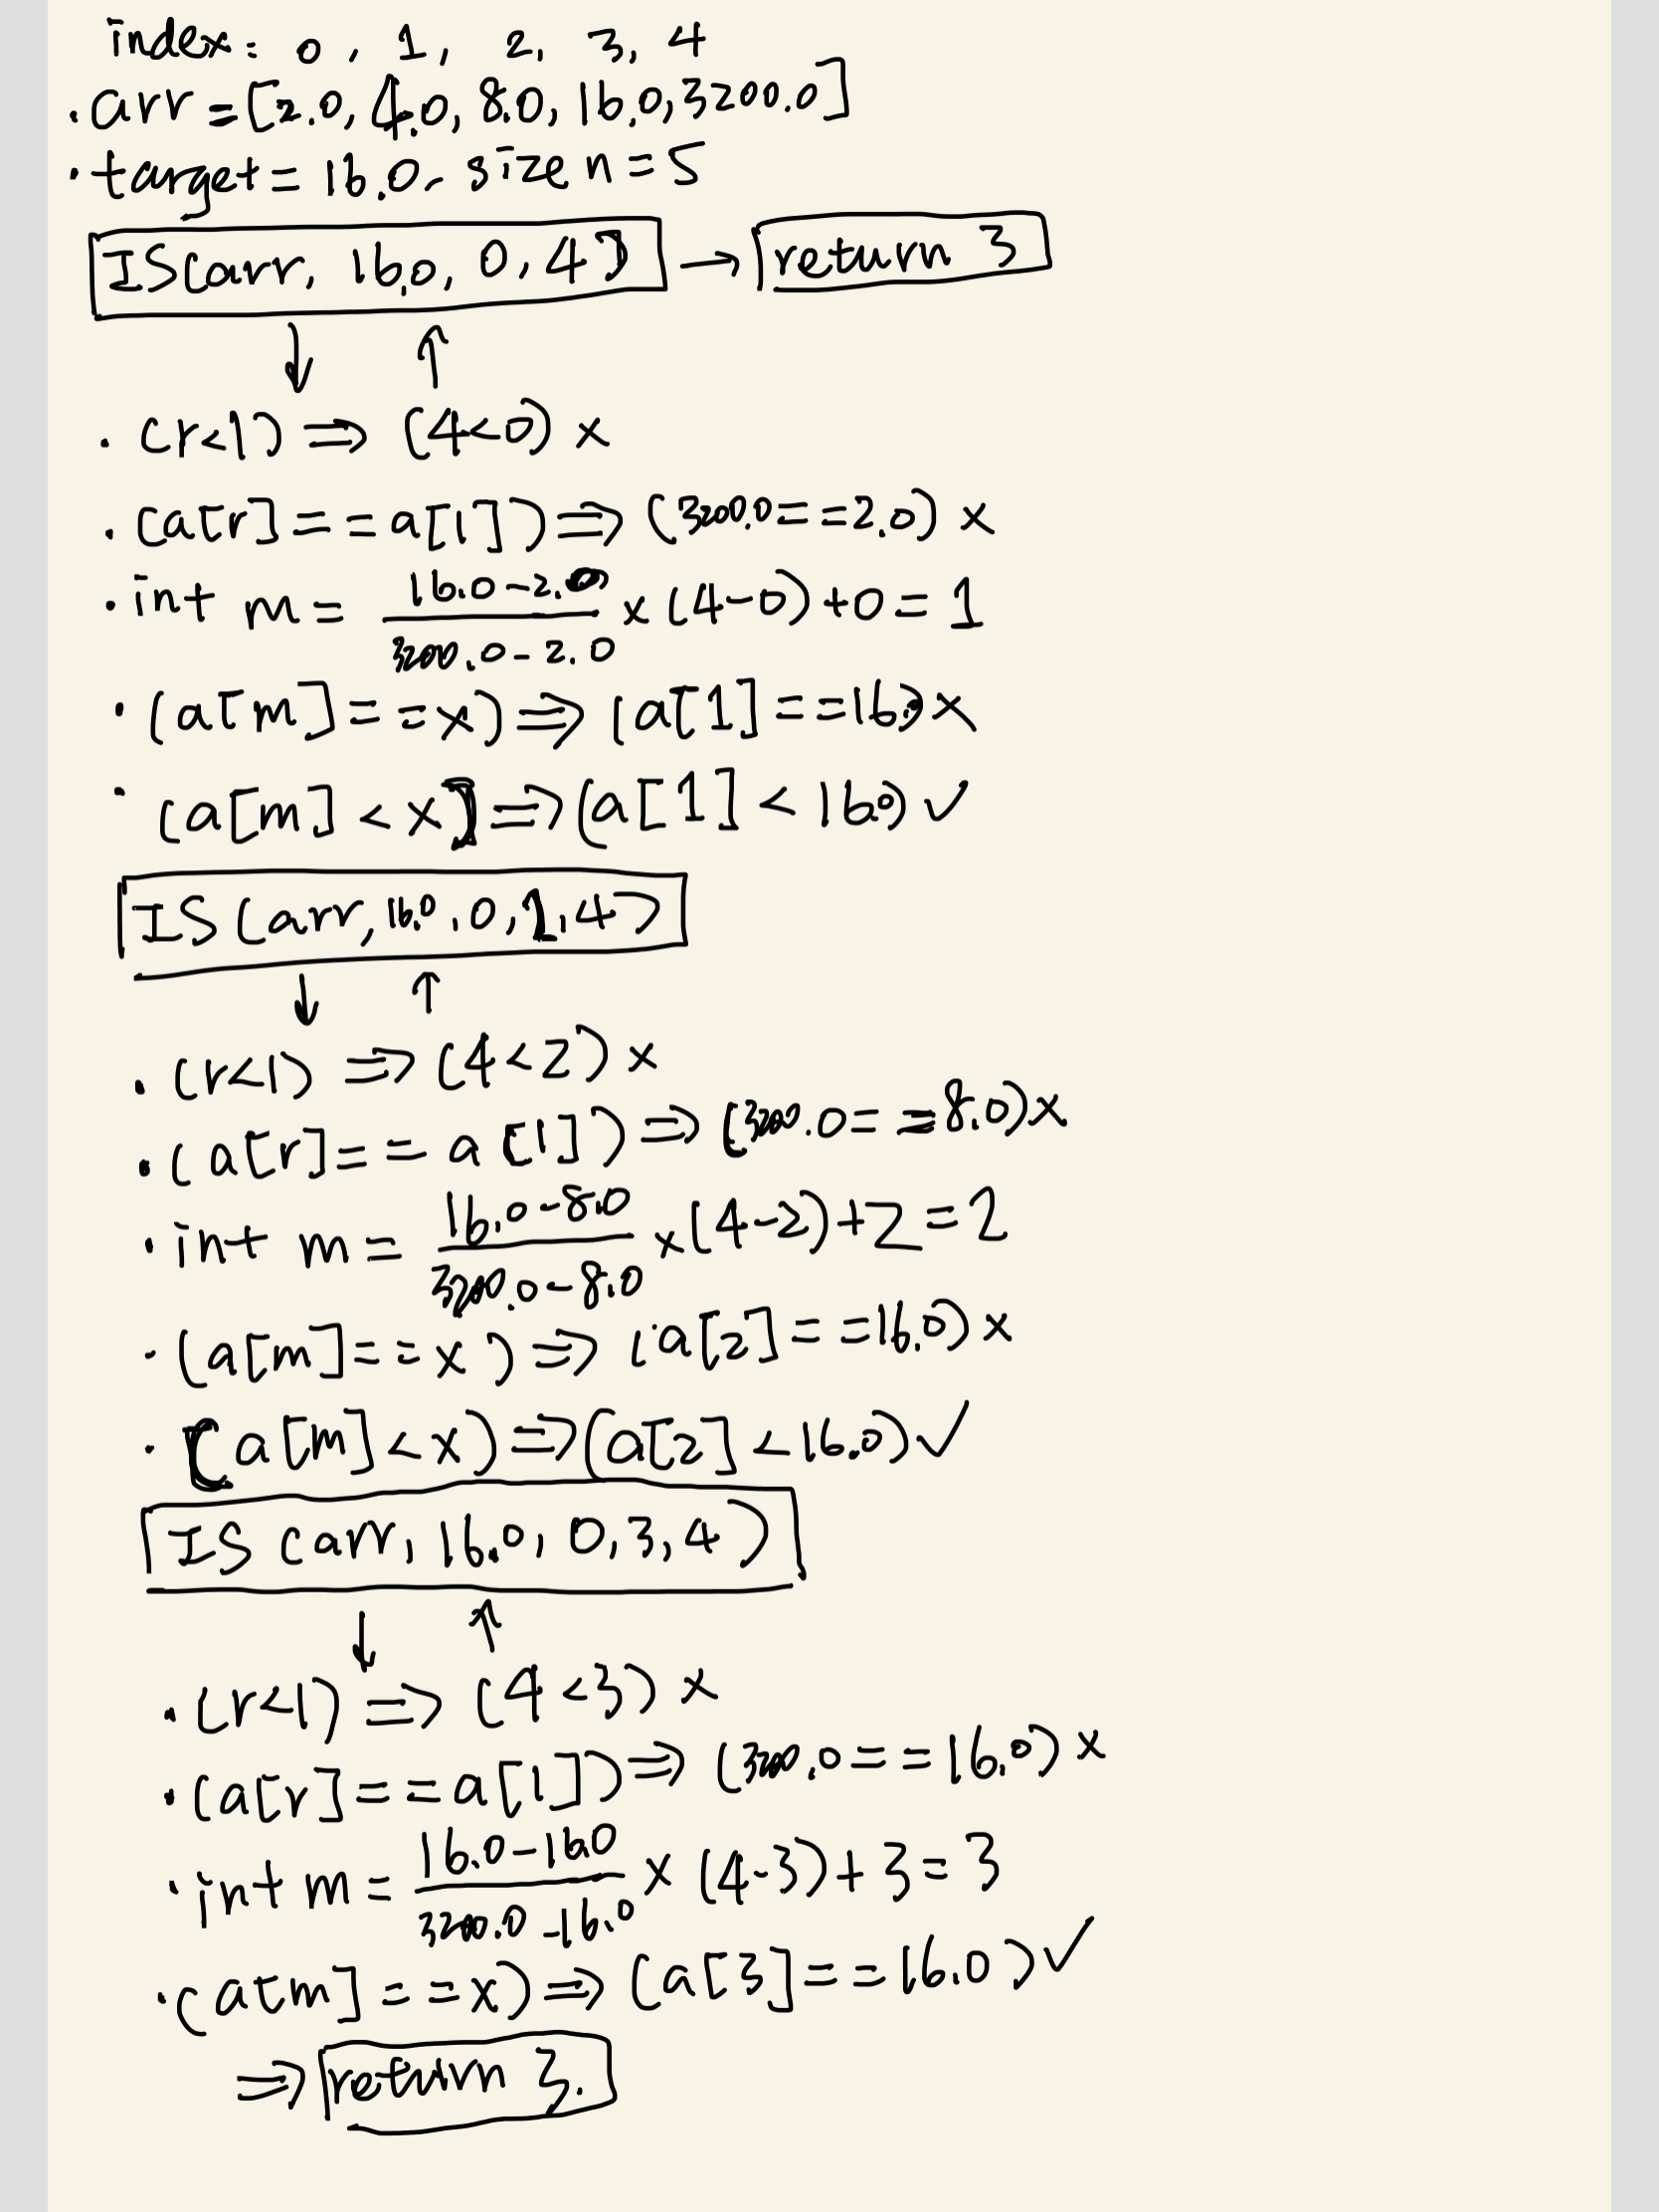 index: 0, 1, 2, 3, 4
·arr=[2.0, 4.0, 8.0, 16.0, 3200.0]
·target=16.0, size n=5
IS(arr, 16.0, 0, 4) → return 3
↓ ↑
·(r<l) ⇒ (4<0) x
·(a[r]==a[l]) ⇒ (3200.0==2.0) x
·int m= 16.0-2.0/3200.0-2.0 x(4-0)+0=1
·(a[m]==x) ⇒ (a[1]==16.0)x
·(a[m]<x) ⇒ (a[1]<16.0)✓
IS(arr,16.0,0,2,4)
↓ ↑
·(r<l) ⇒ (4<2) x
·(a[r]==a[l]) ⇒ (3200.0==8.0)x
·int m= 16.0-8.0/3200.0-8.0 x(4-2)+2=2
·(a[m]==x) ⇒ (a[2]==16.0) x
·(a[m]<x) ⇒ (a[2]<16.0)✓
IS(arr, 16.0, 0,3,4)
↓ ↑
·(r<l) ⇒ (4<3) x
·(a[r]==a[l]) ⇒ (3200.0==16.0) x
·int m= 16.0-16.0/3200.0-16.0 x (4-3)+3=3
·(a[m]==x) ⇒ (a[3]==16.0)✓
⇒ return 3.